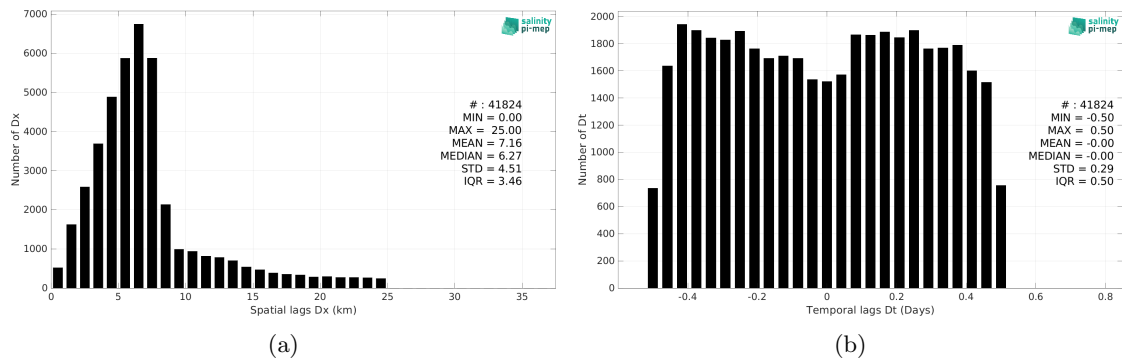 7000
6000
5000
4000
3000
2000
1000
0
Number of Dx
0 5 10 15 20 25 30 35
Spatial lags Dx (km)
salinity
pi-mep
# : 41824
MIN = 0.00
MAX = 25.00
MEAN = 7.16
MEDIAN = 6.27
STD = 4.51
IQR = 3.46
(a)
2000
1800
1600
1400
1200
1000
800
600
400
200
0
Number of Dt
-0.4 -0.2 0 0.2 0.4 0.6 0.8
Temporal lags Dt (Days)
salinity
pi-mep
# : 41824
MIN = -0.50
MAX = 0.50
MEAN = -0.00
MEDIAN = -0.00
STD = 0.29
IQR = 0.50
(b)